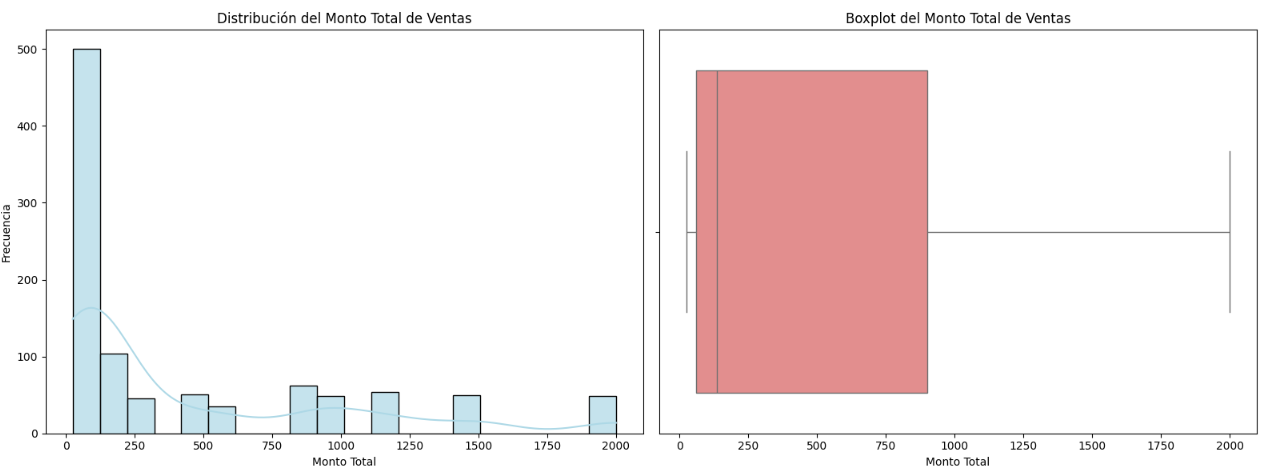 Distribución del Monto Total de Ventas
500
400
300
200
100
0
Frecuencia
0 250 500 750 1000 1250 1500 1750 2000
Monto Total
Boxplot del Monto Total de Ventas
0 250 500 750 1000 1250 1500 1750 2000
Monto Total